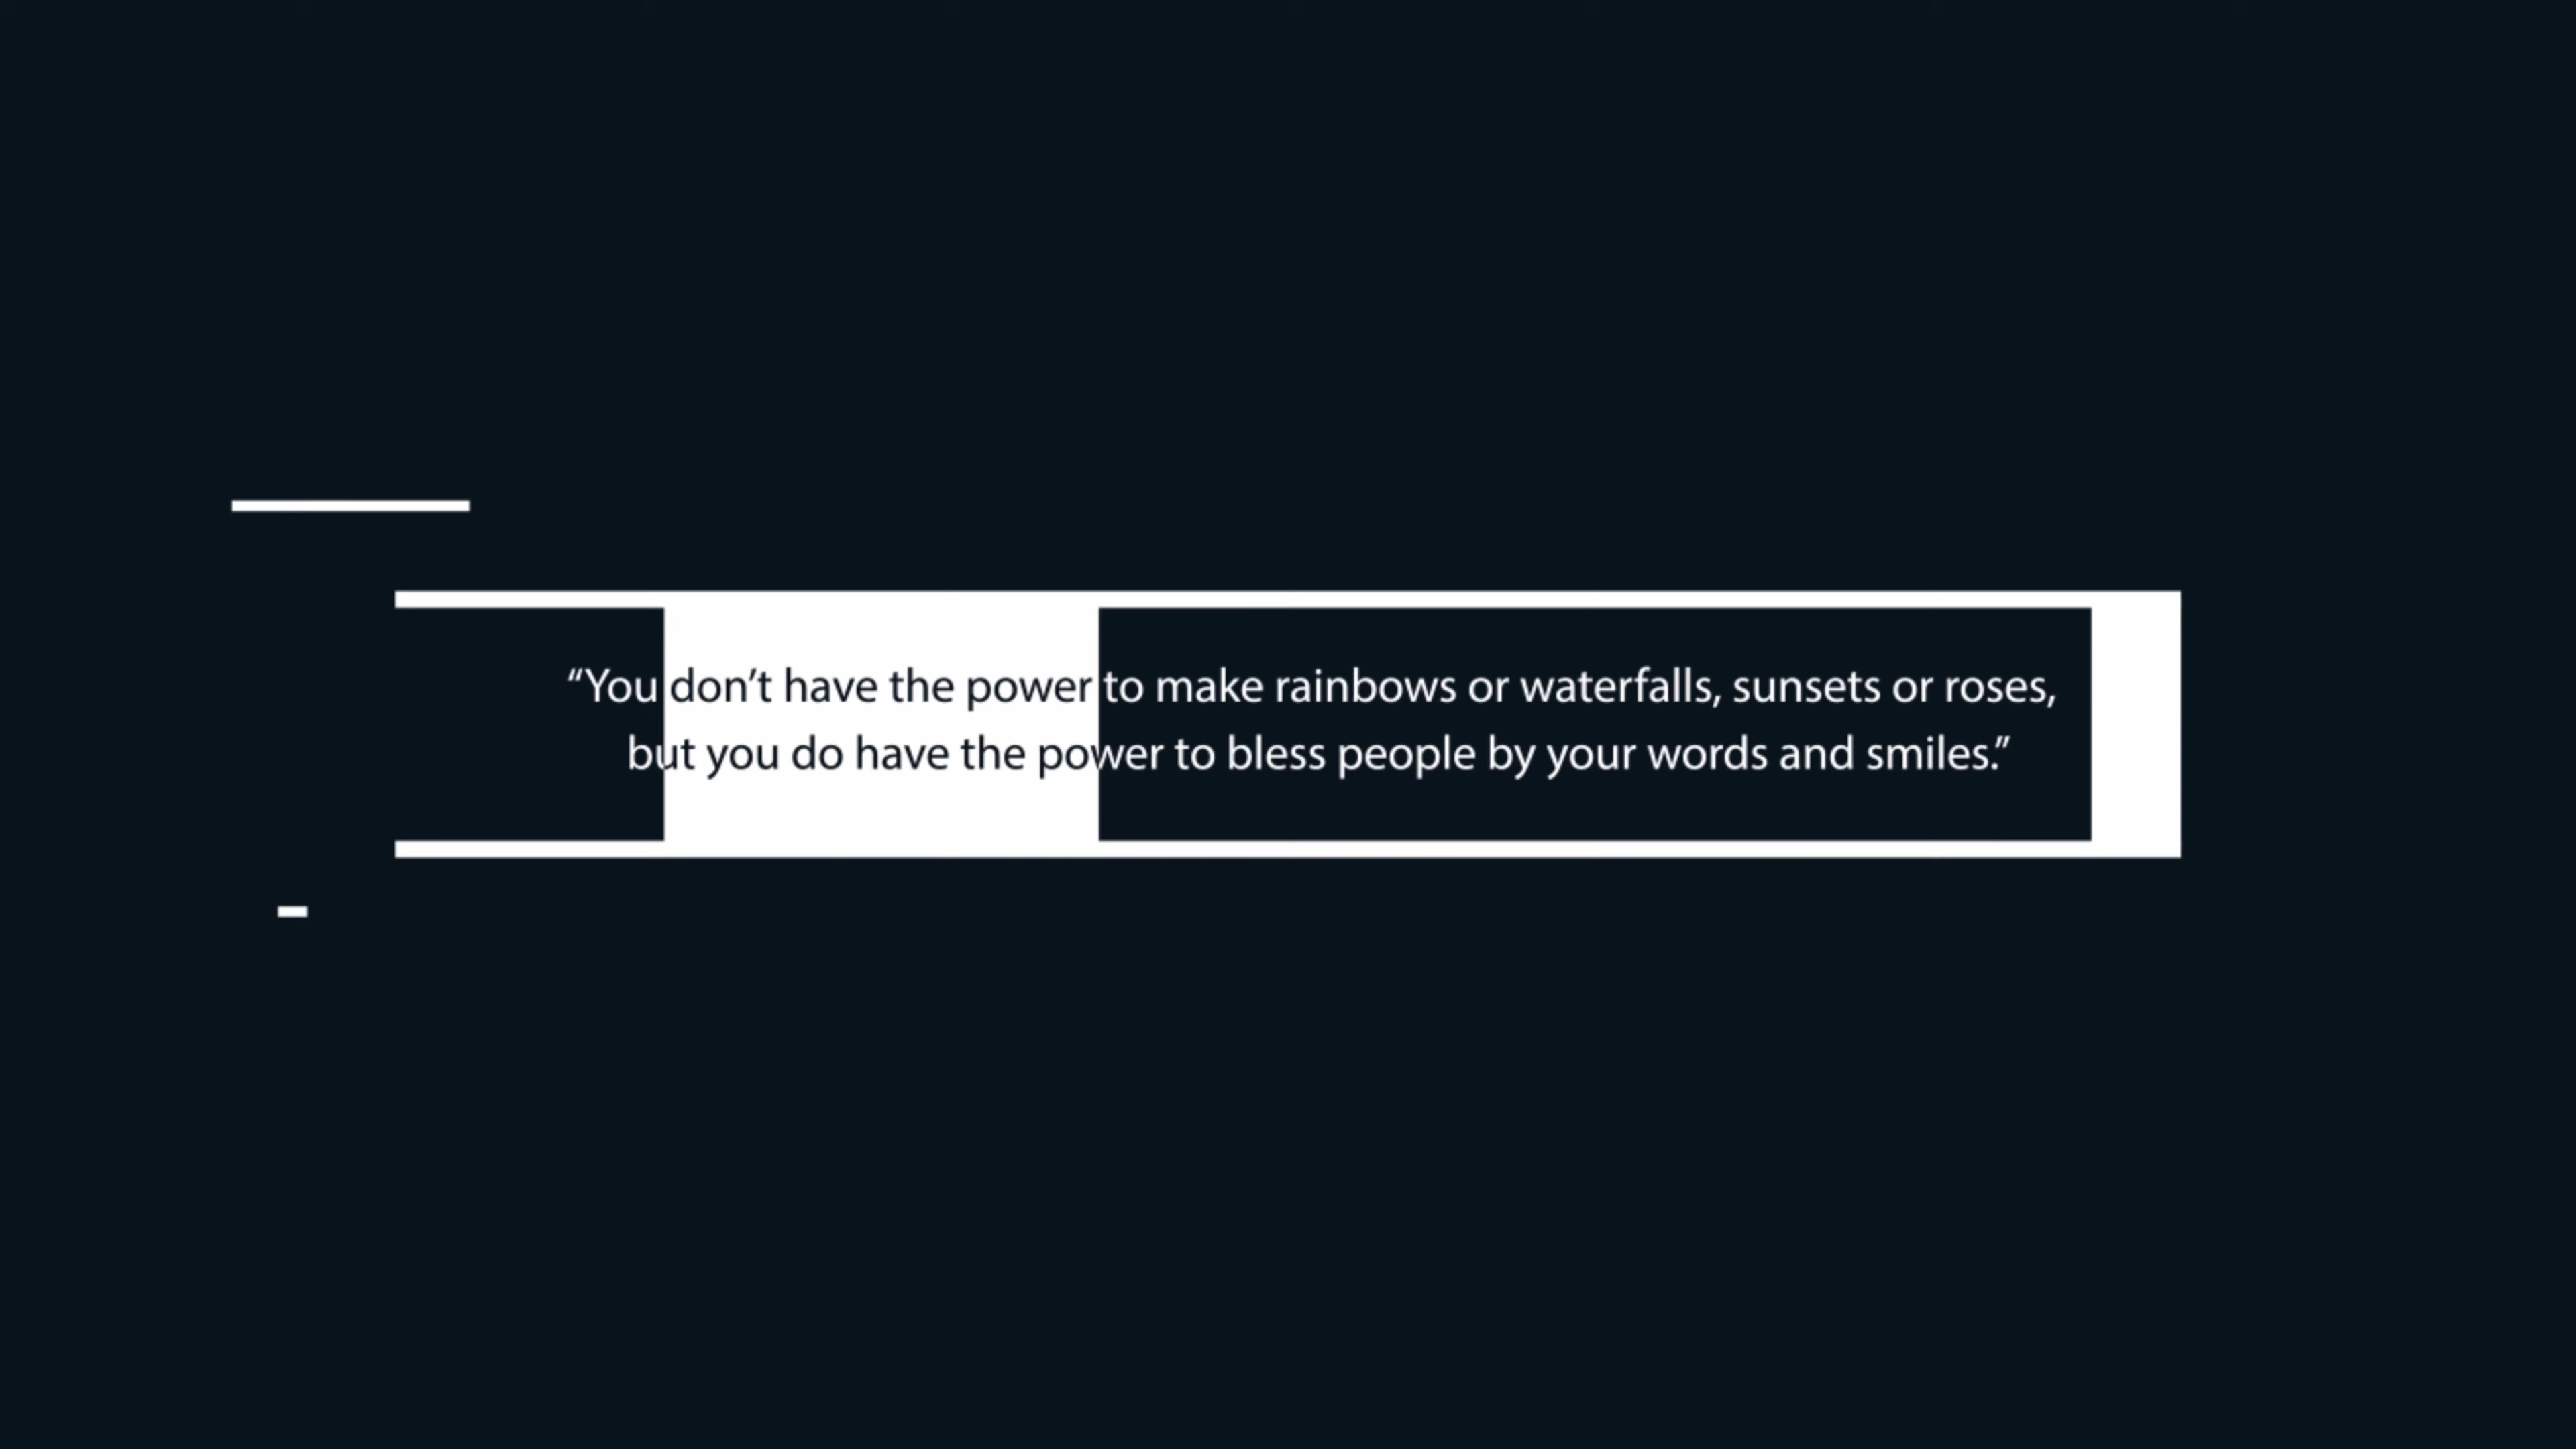 “You don’t have the power to make rainbows or waterfalls, sunsets or roses,
but you do have the power to bless people by your words and smiles.”